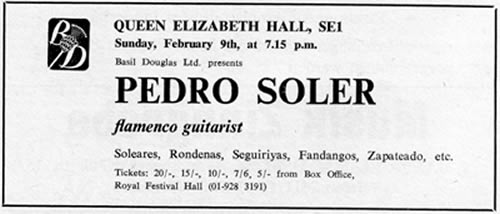 BD
QUEEN ELIZABETH HALL, SE1
Sunday, February 9th, at 7.15 p.m.
Basil Douglas Ltd. presents
PEDRO SOLER
flamenco guitarist
Soleares, Rondenas, Seguiriyas, Fandangos, Zapateado, etc.
Tickets: 20/-, 15/-, 10/-, 7/6, 5/- from Box Office,
Royal Festival Hall (01-928 3191)